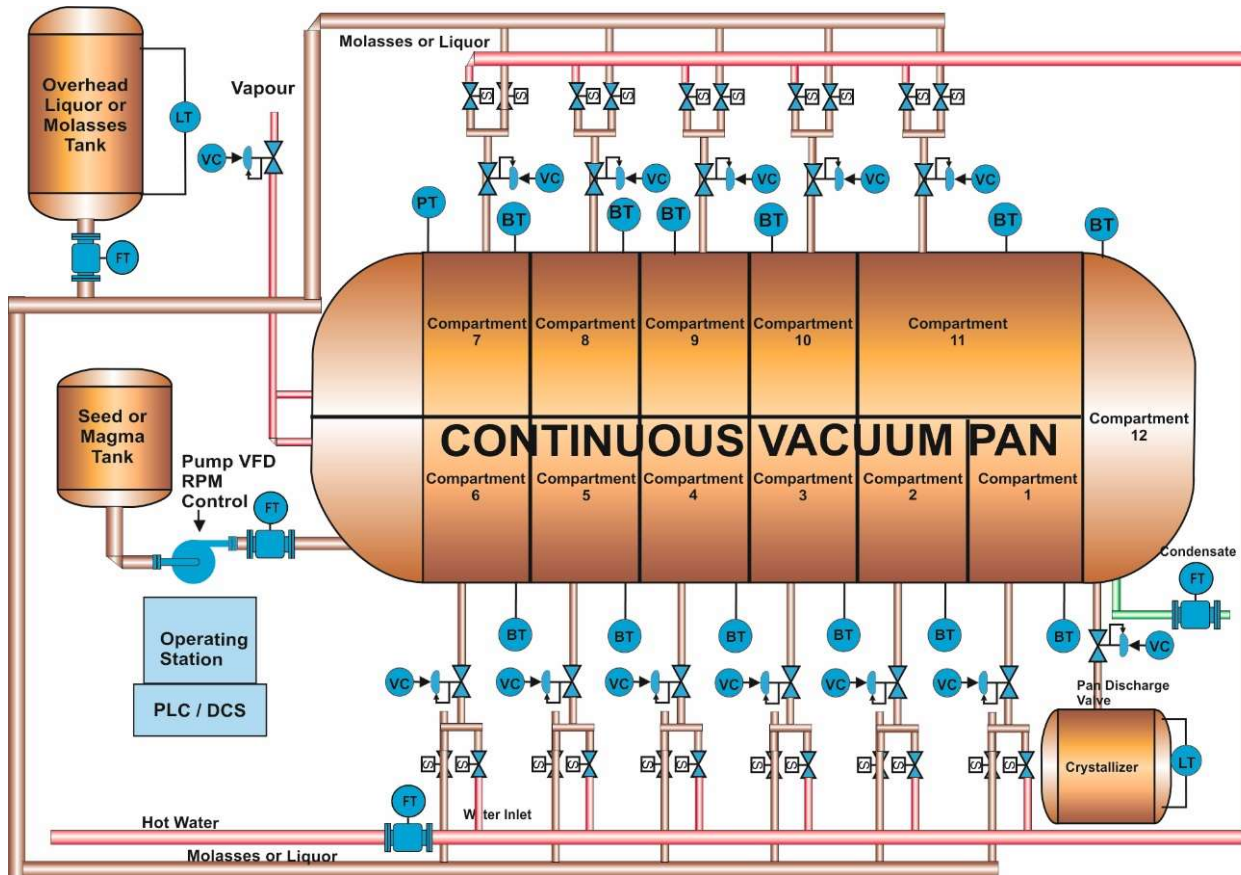 Molasses or Liquor
Overhead
Liquor or
Molasses
Tank
LT
Vapour
VC
FT
S S S S S S S S S S
VC VC VC VC VC
PT BT BT BT BT BT BT
Compartment
7
Compartment
8
Compartment
9
Compartment
10
Compartment
11
Compartment
12
CONTINUOUS VACUUM PAN
Compartment
6
Compartment
5
Compartment
4
Compartment
3
Compartment
2
Compartment
1
Seed or
Magma
Tank
Pump VFD
RPM
Control
FT
Condensate
FT
Operating
Station
PLC / DCS
BT BT BT BT BT BT
VC VC VC VC VC VC
VC
Pan Discharge
Valve
Crystallizer
LT
S S S S S S S S S S S S
FT
Water Inlet
Hot Water
Molasses or Liquor